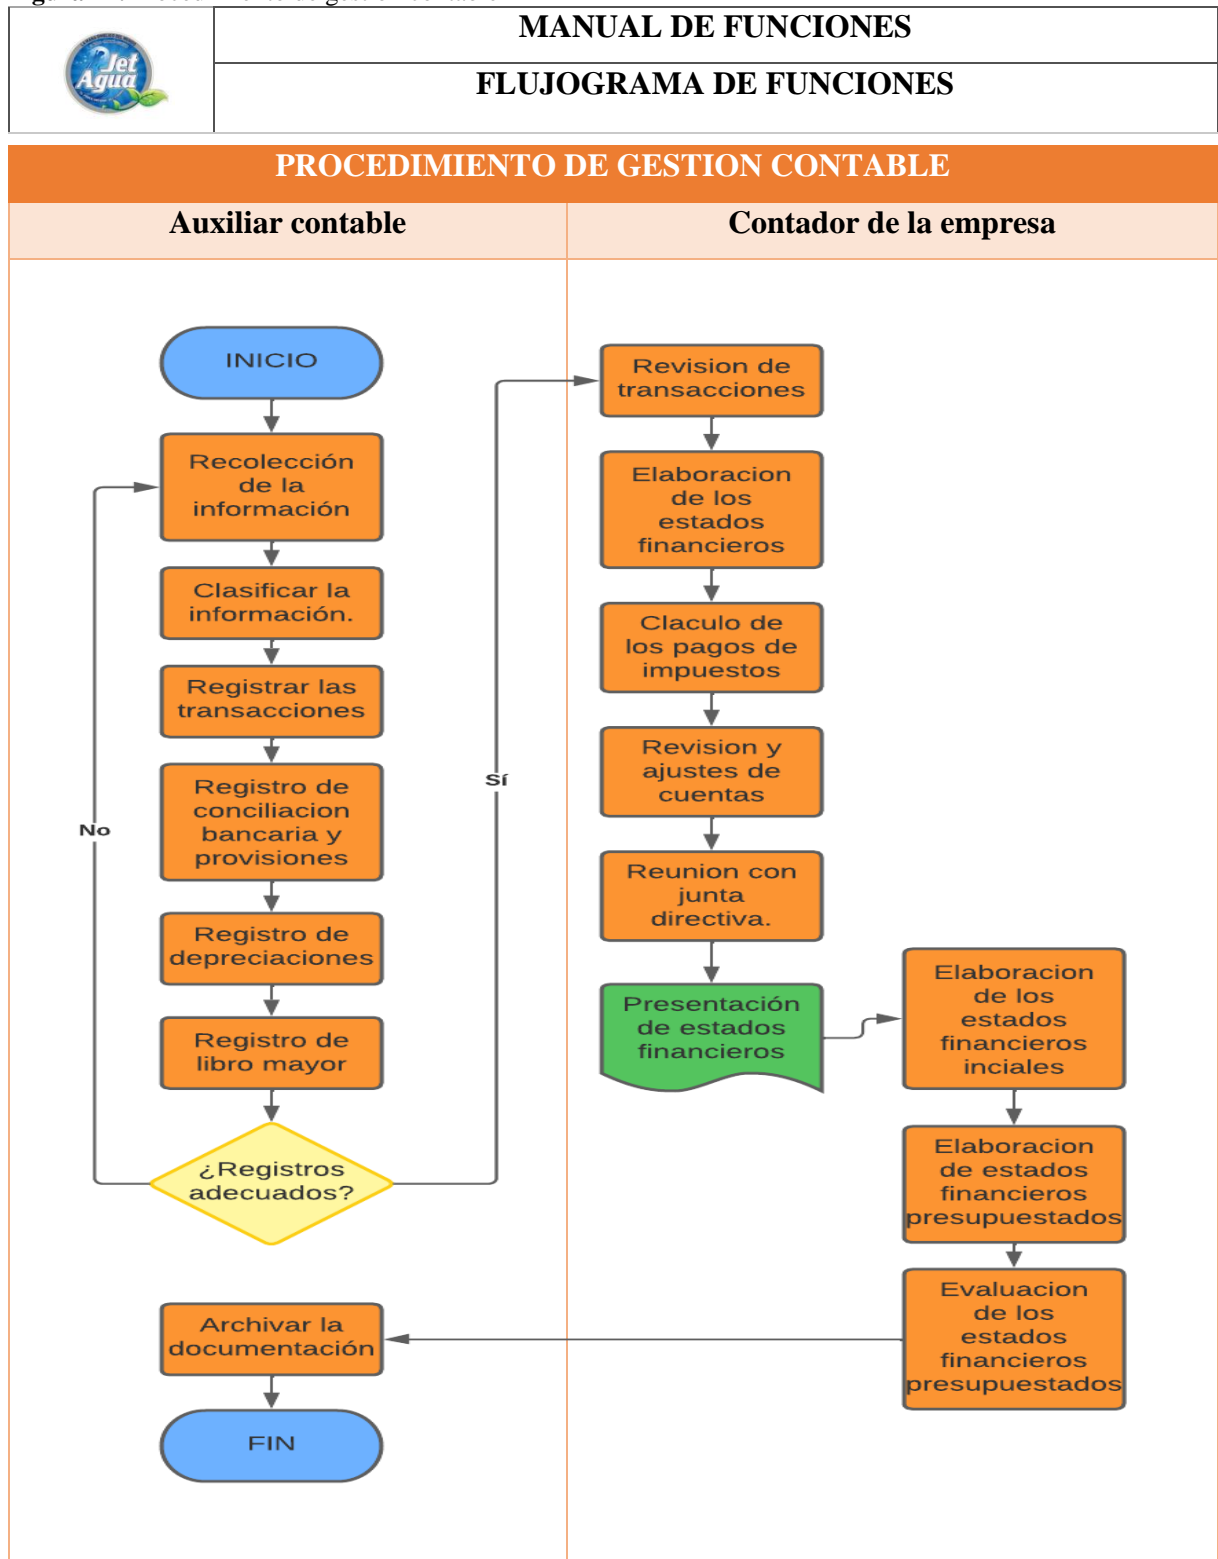 MANUAL DE FUNCIONES
FLUJOGRAMA DE FUNCIONES
Jet
Agua
PROCEDIMIENTO DE GESTION CONTABLE
Auxiliar contable
Contador de la empresa
INICIO
Recolección
de la
información
Clasificar la
información.
Registrar las
transacciones
Registro de
conciliacion
bancaria y
provisiones
Registro de
depreciaciones
Registro de
libro mayor
¿Registros
adecuados?
No
Sí
Archivar la
documentación
FIN
Revision de
transacciones
Elaboracion
de los
estados
financieros
Claculo de
los pagos de
impuestos
Revision y
ajustes de
cuentas
Reunion con
junta
directiva.
Presentación
de estados
financieros
Elaboracion
de los
estados
financieros
inciales
Elaboracion
de estados
financieros
presupuestados
Evaluacion
de los
estados
financieros
presupuestados